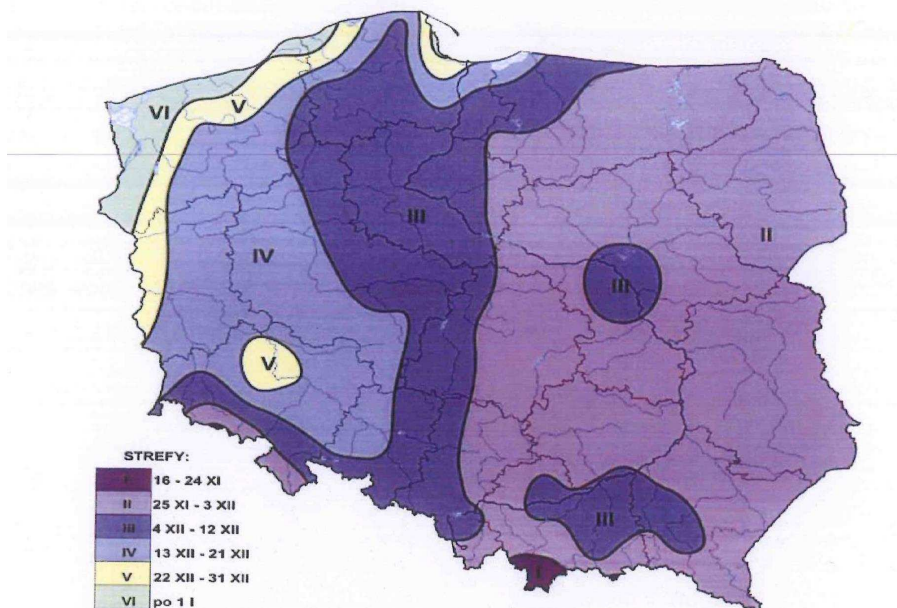 VI
V
III
II
IV
III
V
III
I
STREFY:
I 16 - 24 XI
II 25 XI - 3 XII
III 4 XII - 12 XII
IV 13 XII - 21 XII
V 22 XII - 31 XII
VI po 1 I